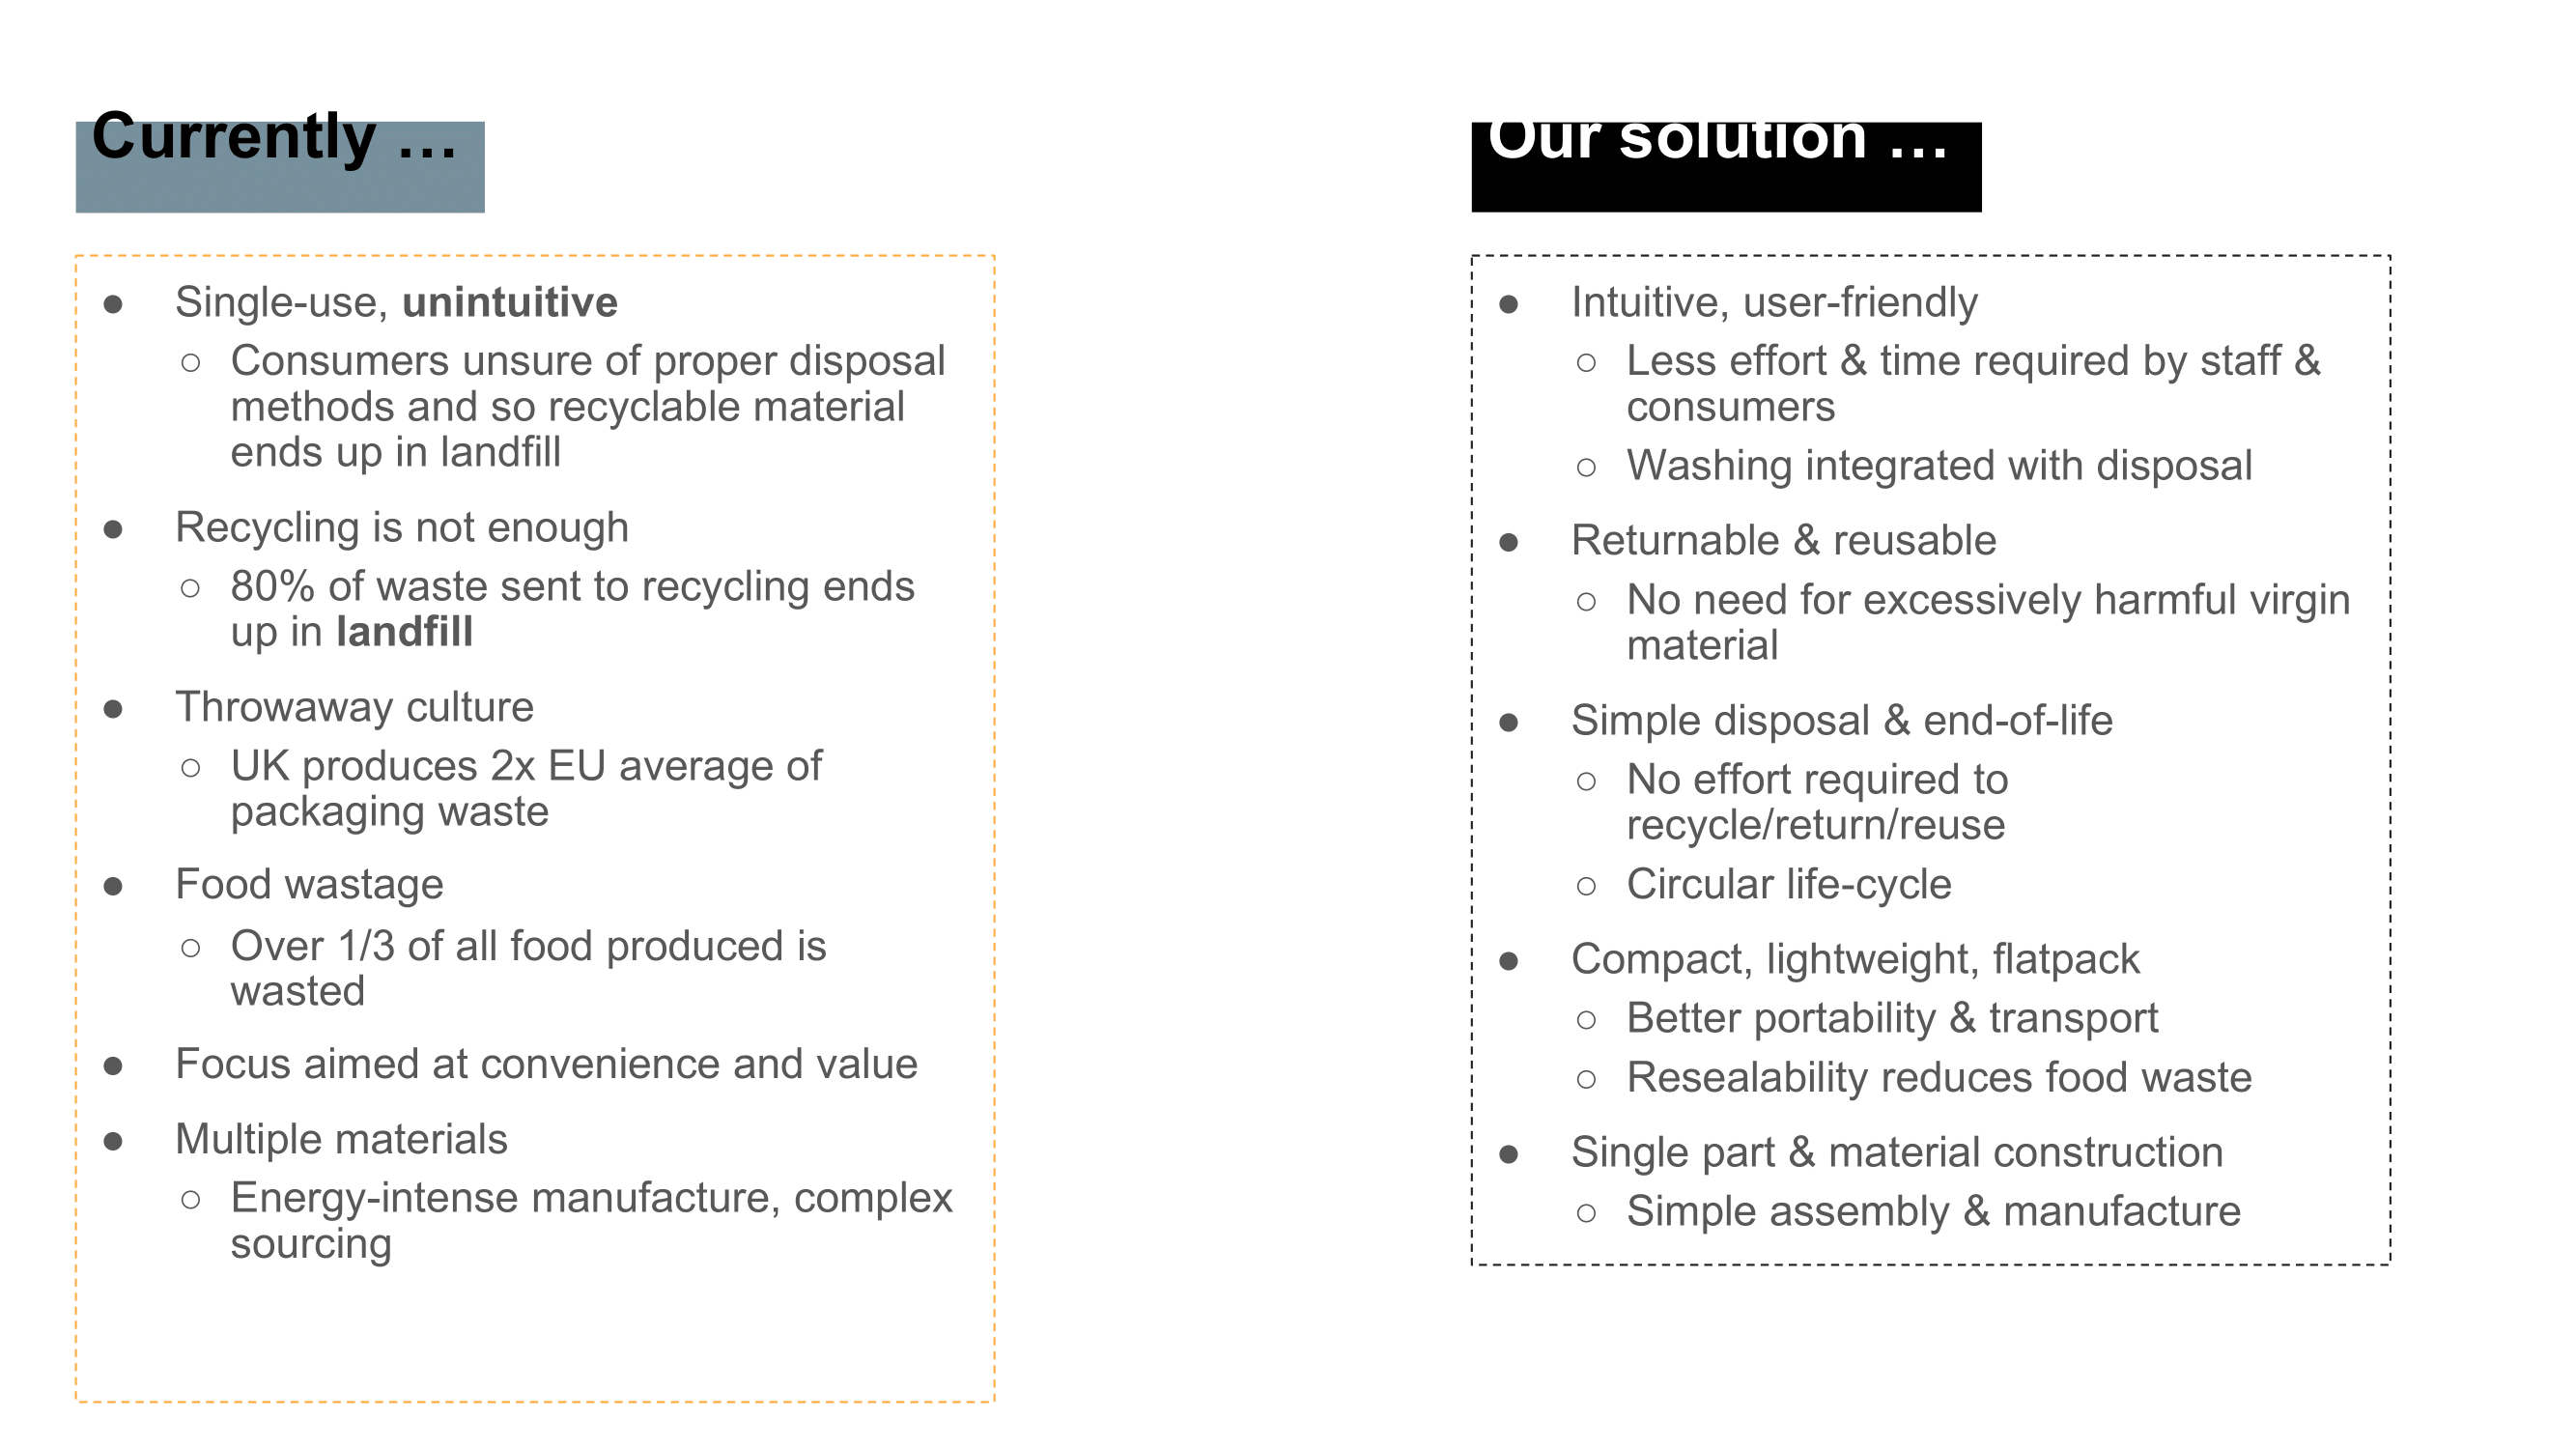 Currently …
● Single-use, unintuitive
○ Consumers unsure of proper disposal
methods and so recyclable material
ends up in landfill
● Recycling is not enough
○ 80% of waste sent to recycling ends
up in landfill
● Throwaway culture
○ UK produces 2x EU average of
packaging waste
● Food wastage
○ Over 1/3 of all food produced is
wasted
● Focus aimed at convenience and value
● Multiple materials
○ Energy-intense manufacture, complex
sourcing
Our solution …
● Intuitive, user-friendly
○ Less effort & time required by staff &
consumers
○ Washing integrated with disposal
● Returnable & reusable
○ No need for excessively harmful virgin
material
● Simple disposal & end-of-life
○ No effort required to
recycle/return/reuse
○ Circular life-cycle
● Compact, lightweight, flatpack
○ Better portability & transport
○ Resealability reduces food waste
● Single part & material construction
○ Simple assembly & manufacture